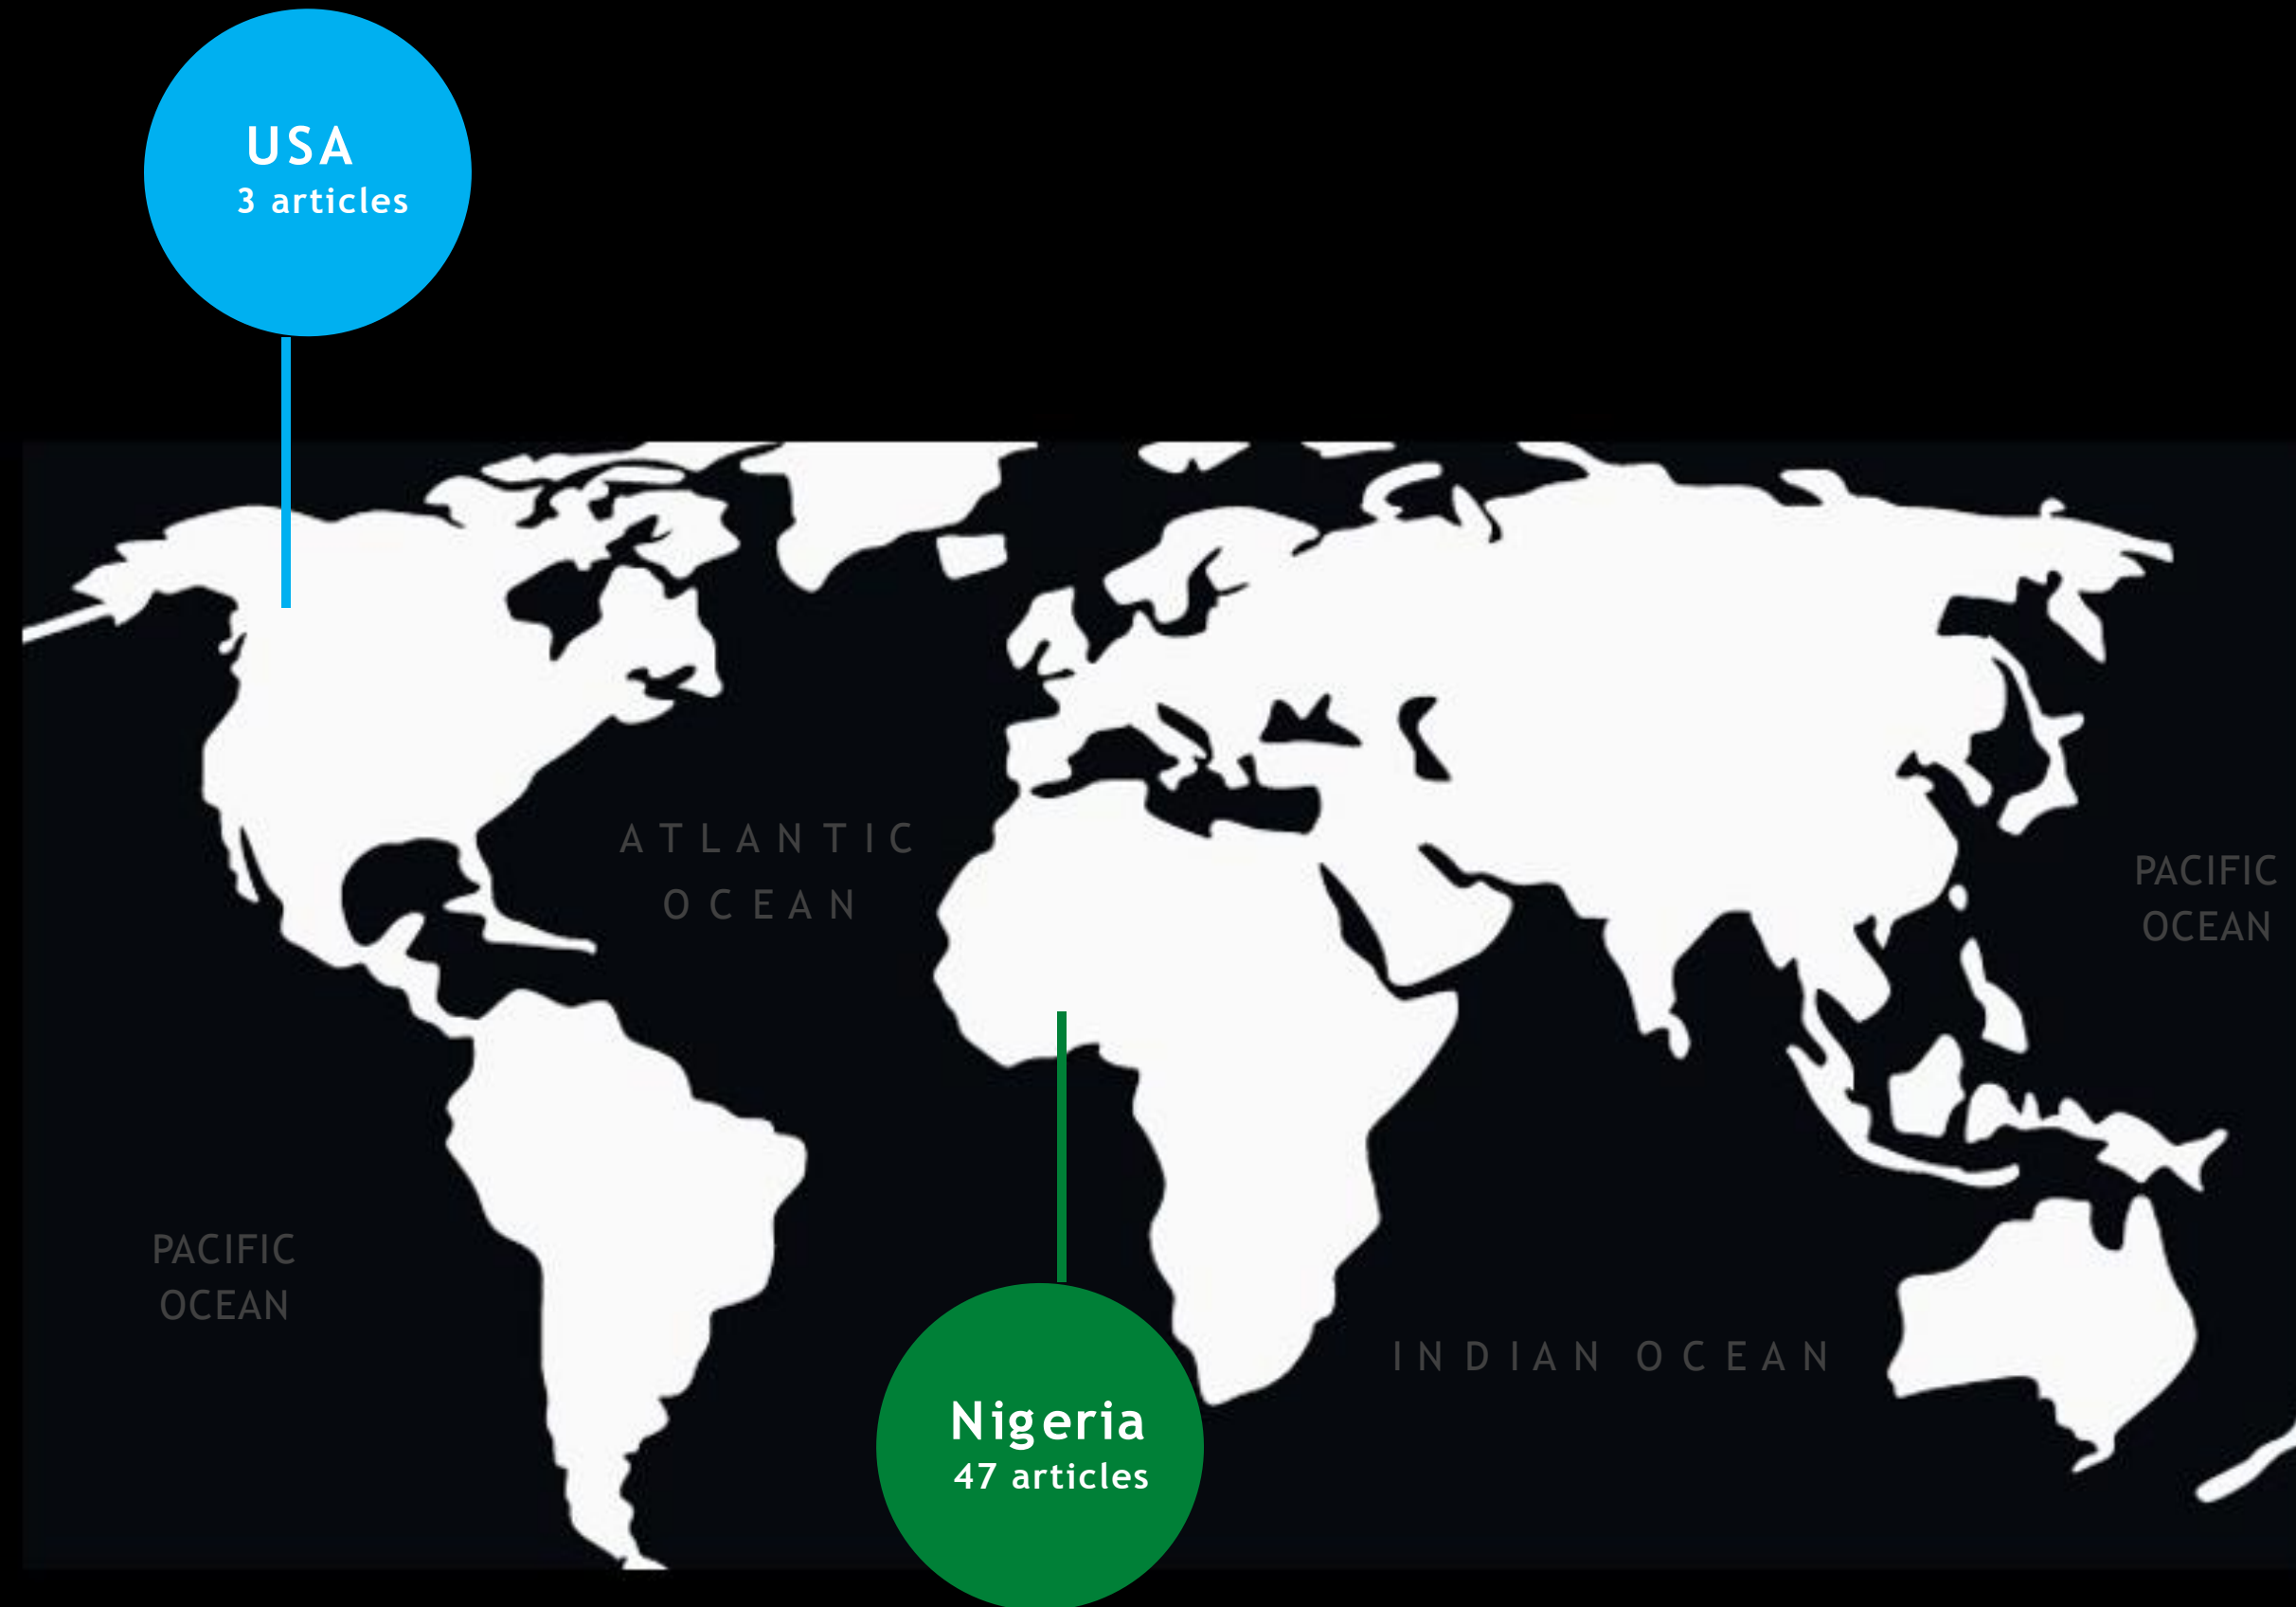 USA
3 articles
ATLANTIC
OCEAN
PACIFIC
OCEAN
PACIFIC
OCEAN
INDIAN OCEAN
Nigeria
47 articles